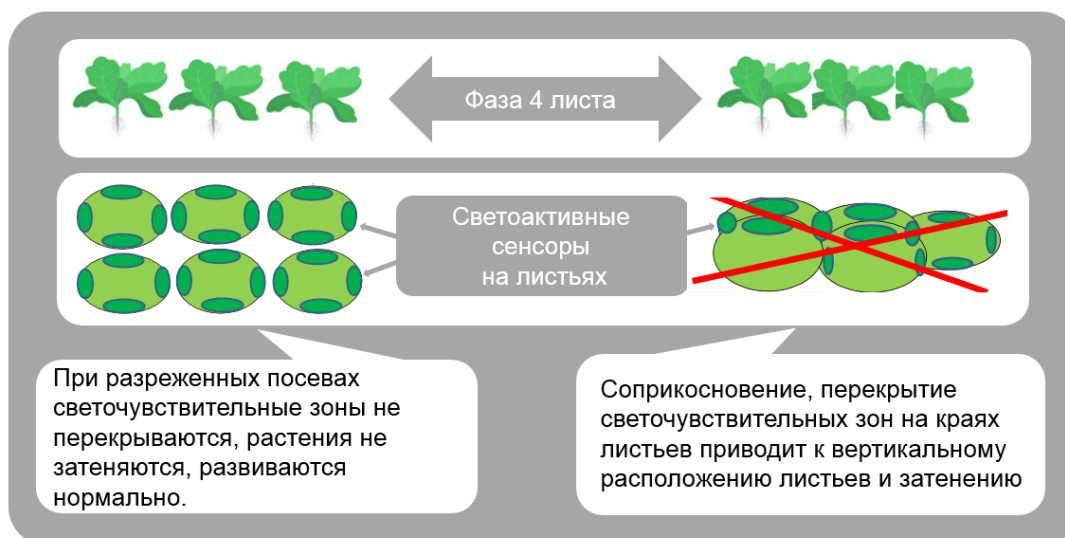 Фаза 4 листа
Светоактивные
сенсоры
на листьях
При разреженных посевах
светочувствительные зоны не
перекрываются, растения не
затеняются, развиваются
нормально.
Соприкосновение, перекрытие
светочувствительных зон на краях
листьев приводит к вертикальному
расположению листьев и затенению